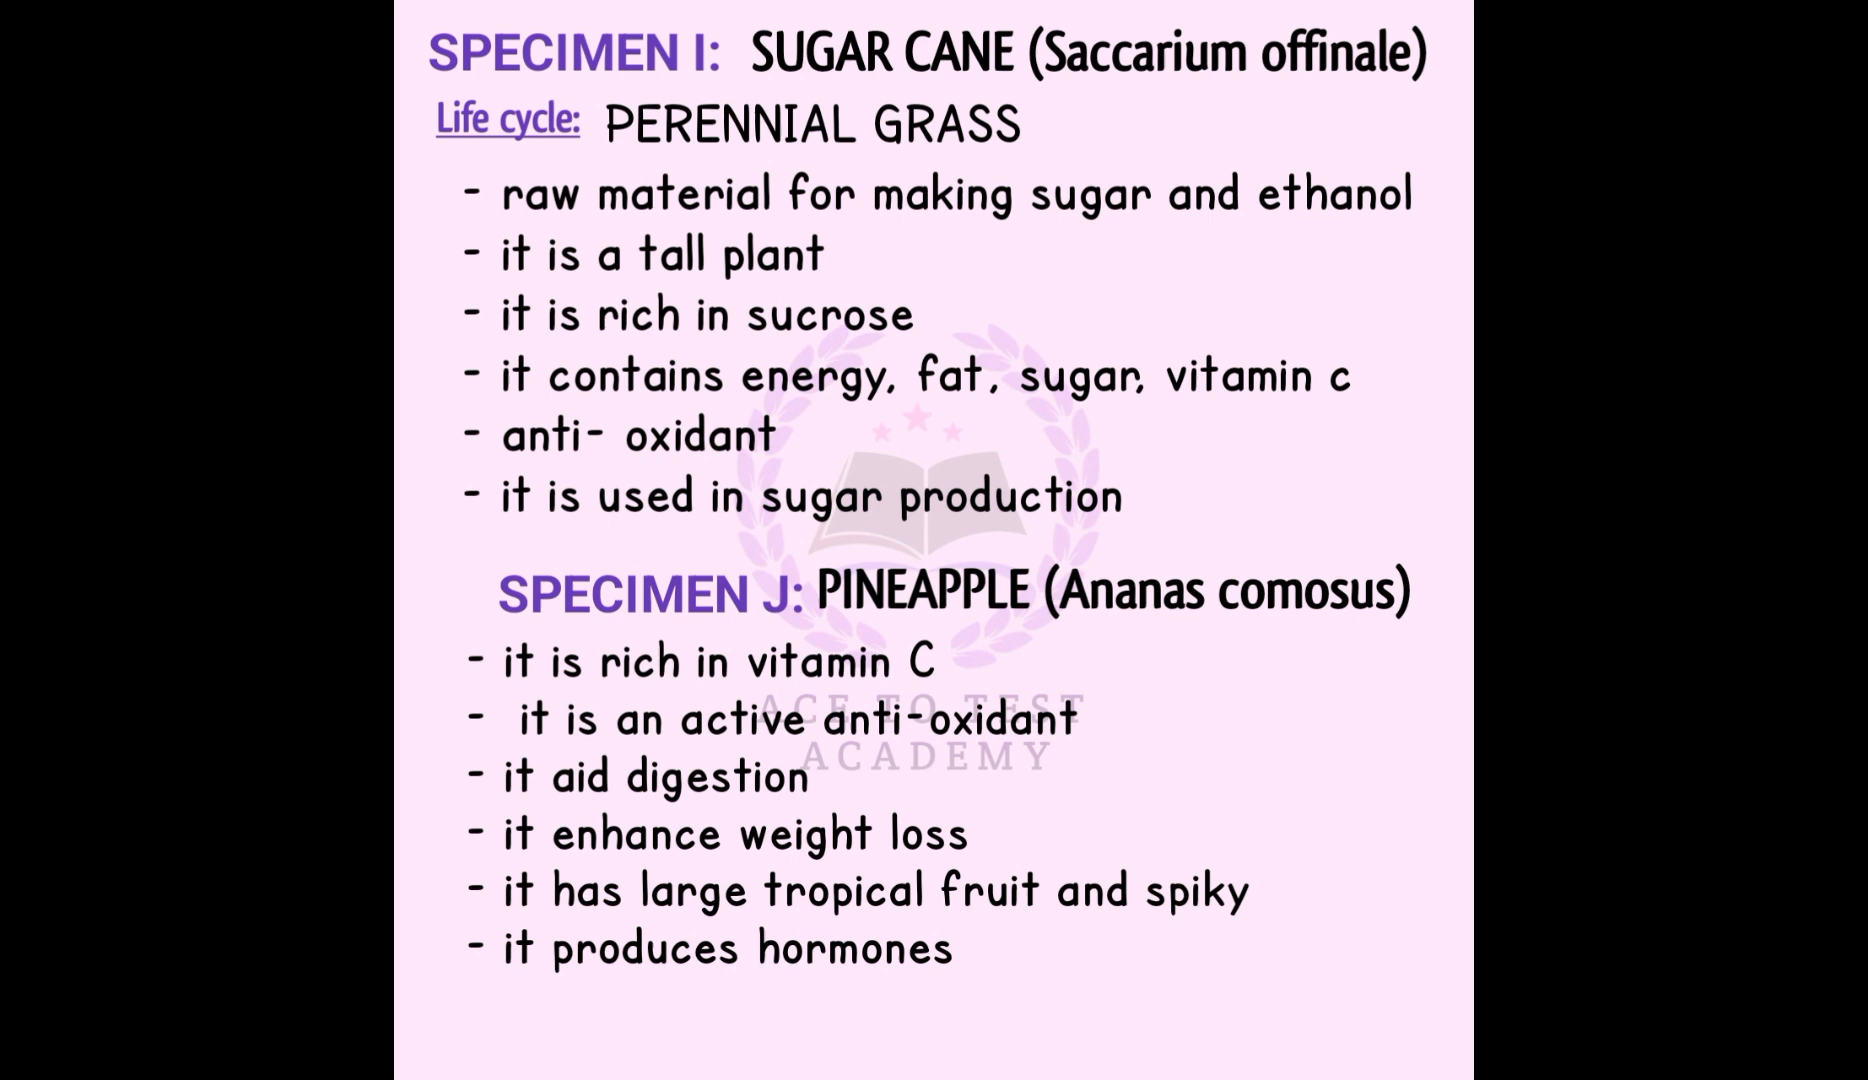 SPECIMEN I: SUGAR CANE (Saccarium offinale)
Life cycle: PERENNIAL GRASS
- raw material for making sugar and ethanol
- it is a tall plant
- it is rich in sucrose
- it contains energy, fat, sugar, vitamin c
- anti- oxidant
- it is used in sugar production
SPECIMEN J: PINEAPPLE (Ananas comosus)
- it is rich in vitamin C
- it is an active anti-oxidant
- it aid digestion
- it enhance weight loss
- it has large tropical fruit and spiky
- it produces hormones
ACE TO TEST
ACADEMY